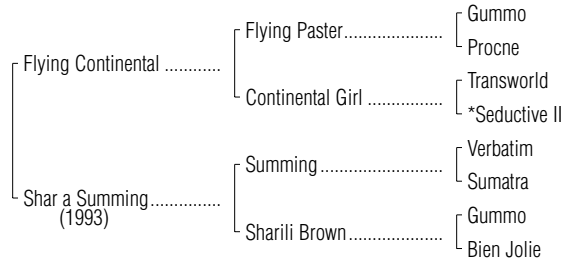 Gummo
Flying Paster.....................
Procne
Flying Continental ............
Transworld
Continental Girl ................
*Seductive II
Verbatim
Summing..........................
Sumatra
Shar a Summing...............
(1993)
Gummo
Sharili Brown....................
Bien Jolie